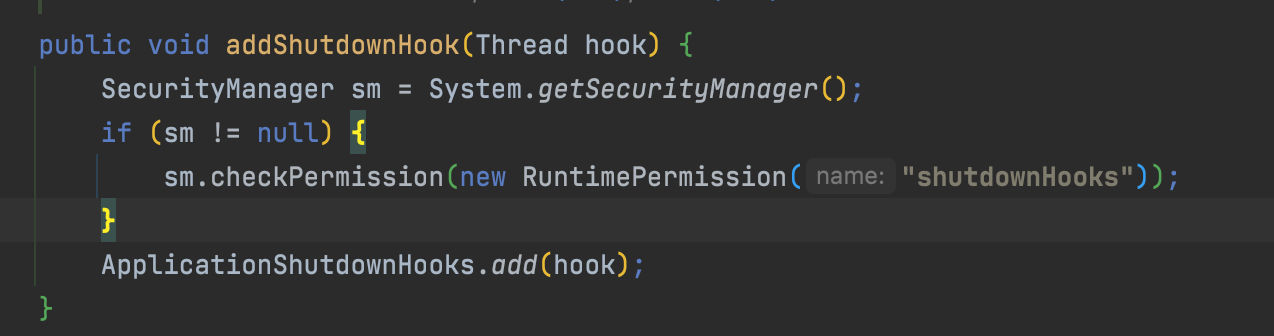 public void addShutdownHook(Thread hook) {
SecurityManager sm = System.getSecurityManager();
if (sm != null) {
sm.checkPermission(new RuntimePermission( name: "shutdownHooks"));
}
ApplicationShutdownHooks.add(hook);
}